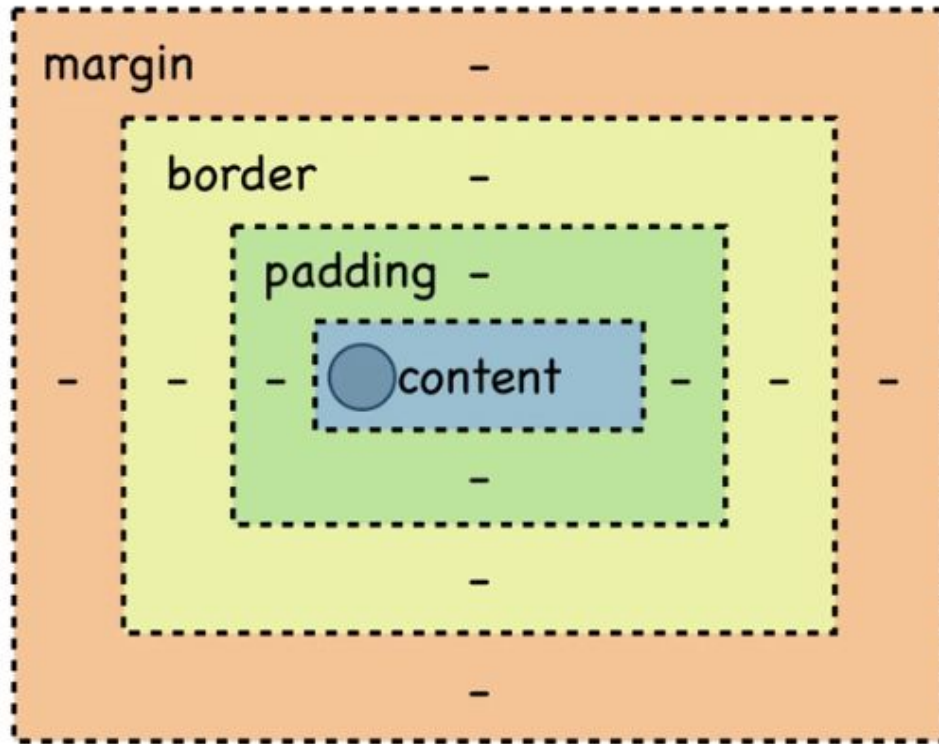 margin -
border -
padding -
- - - content - - -
-
-
-